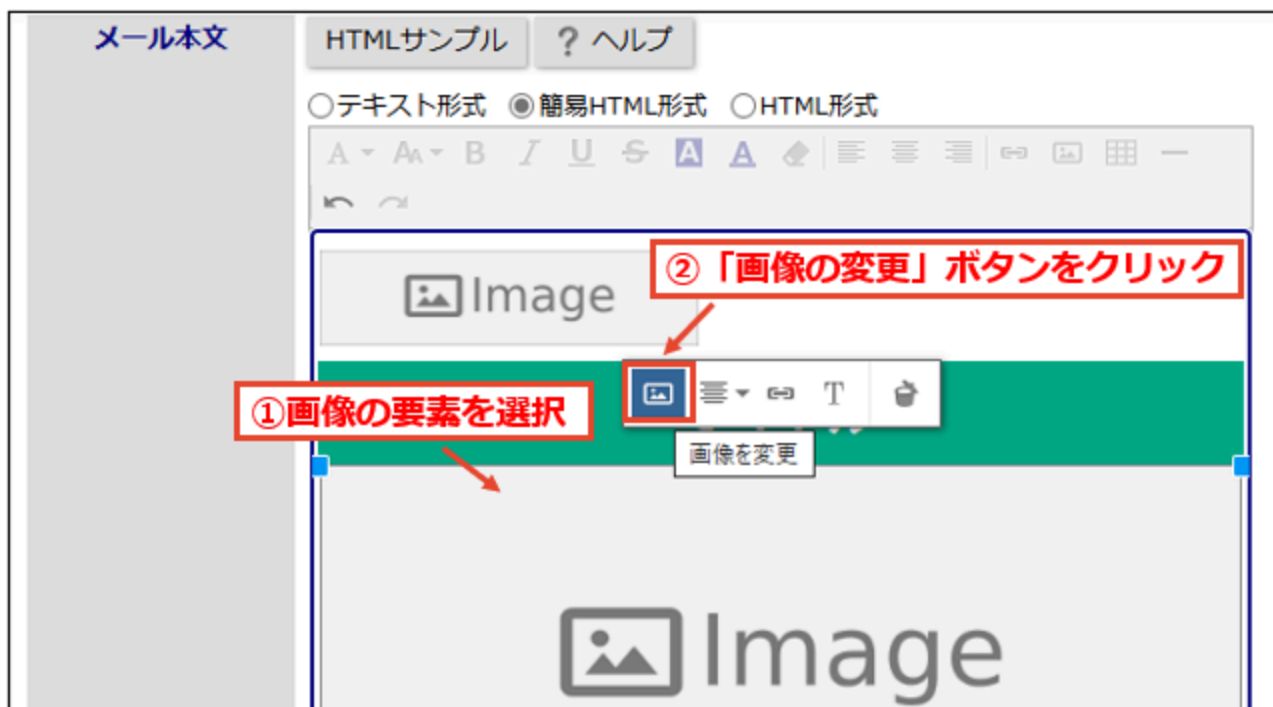 メール本文
HTMLサンプル
? ヘルプ
テキスト形式 簡易HTML形式 HTML形式
A AA B I U S A A
Image
②「画像の変更」ボタンをクリック
T
①画像の要素を選択
画像を変更
Image